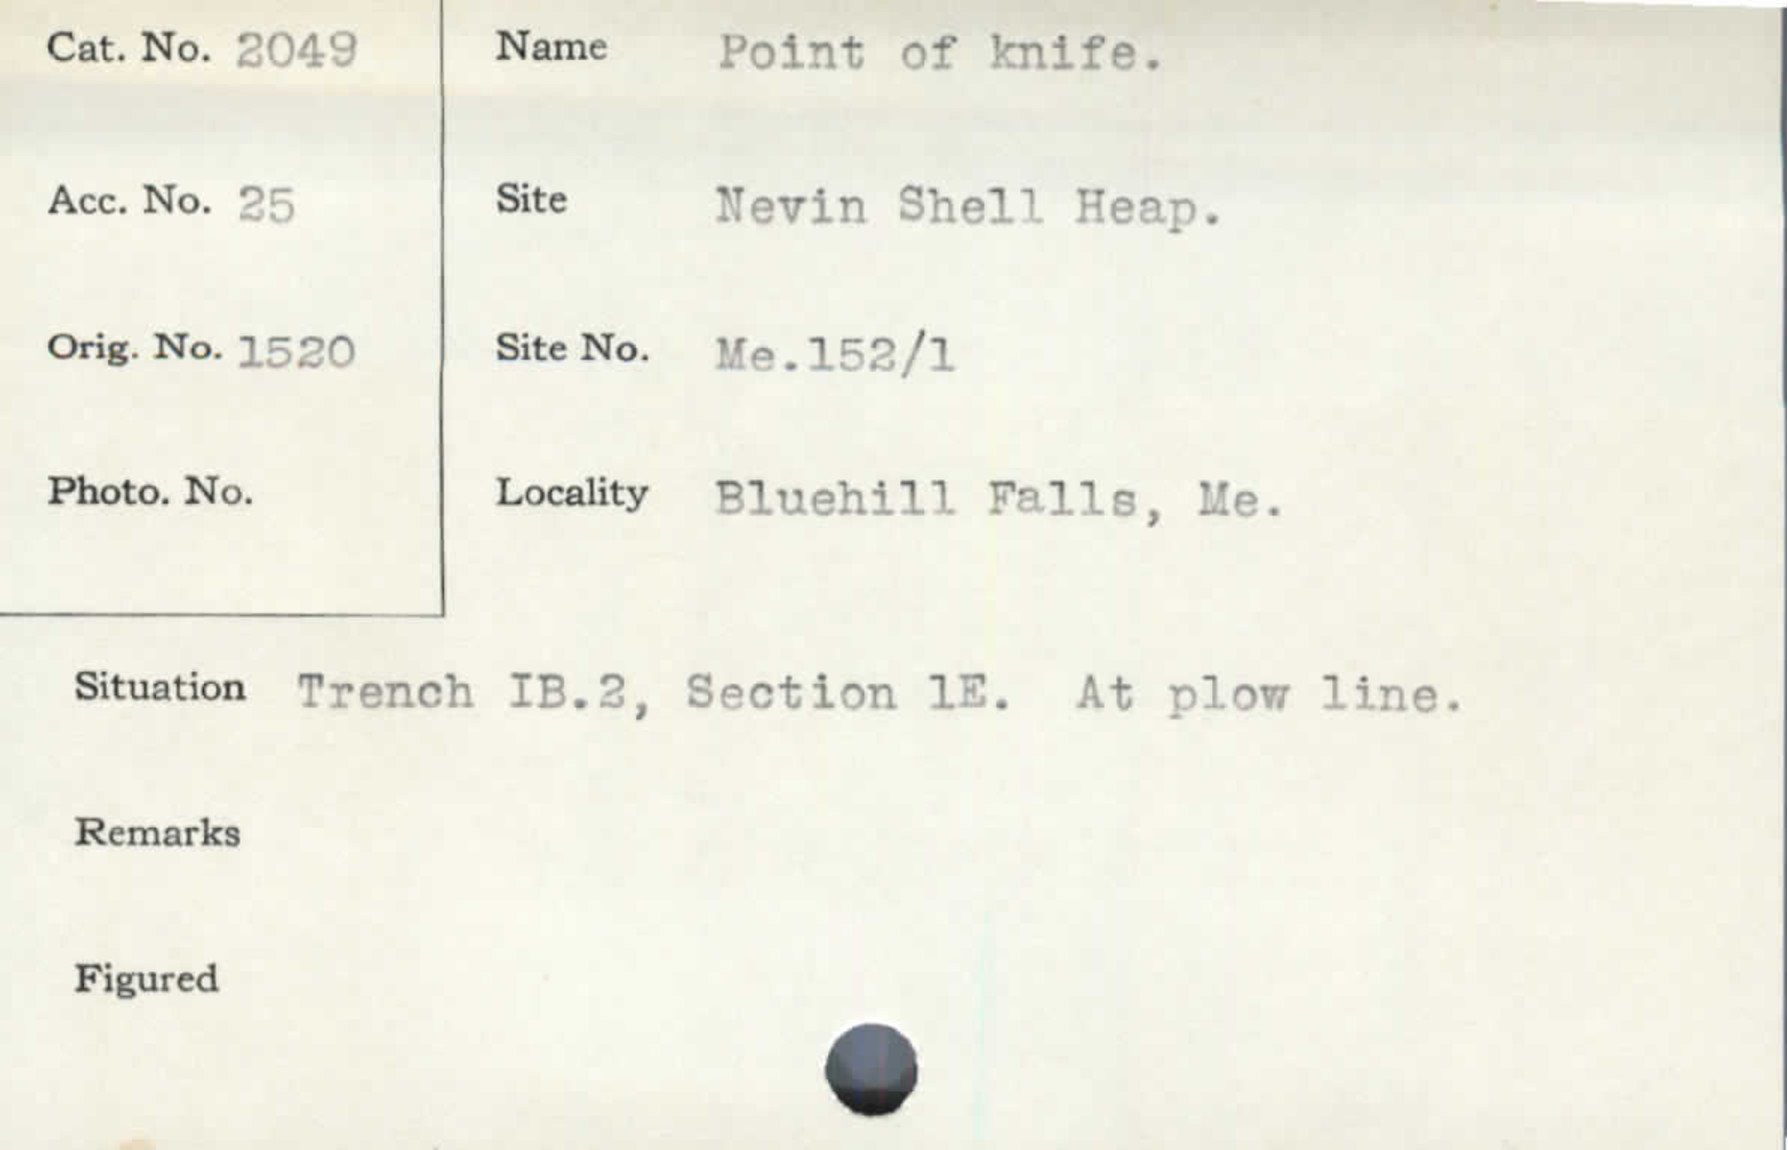 Cat. No. 2049
Name Point of knife.
Acc. No. 25
Site Nevin Shell Heap.
Orig. No. 1520
Site No. Me.152/1
Photo. No.
Locality Bluehill Falls, Me.
Situation Trench IB.2, Section 1E. At plow line.
Remarks
Figured